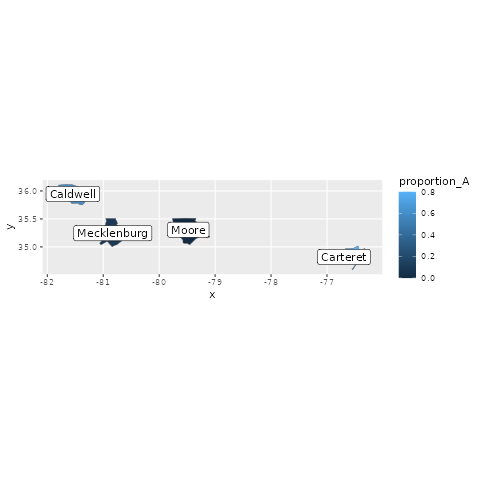 proportion_A
0.8
0.6
0.4
0.2
0.0
36.0
35.5
35.0
y
Caldwell
Mecklenburg
Moore
Carteret
-82
-81
-80
-79
-78
-77
x